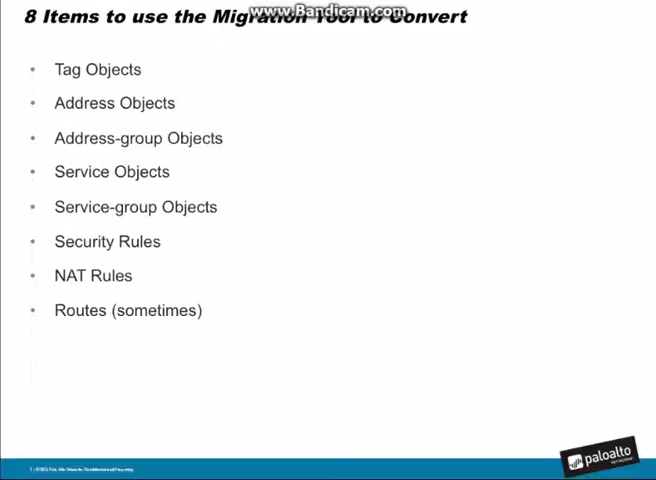 8 Items to use the Migration Tool to Convert
www.Bandicam.com
• Tag Objects
• Address Objects
• Address-group Objects
• Service Objects
• Service-group Objects
• Security Rules
• NAT Rules
• Routes (sometimes)
paloalto